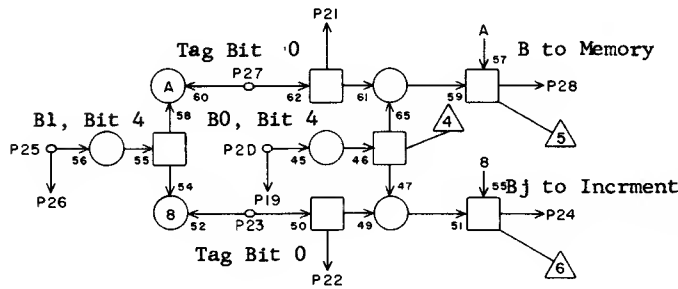 P21
A
Tag Bit 0
B to Memory
P27
57
A
60
62
61
59
P28
58
65
B1, Bit 4
B0, Bit 4
4
5
P25
P2D
56
55
45
46
8
P26
54
P19
47
55
Bj to Incrment
8
P23
P24
52
50
49
51
Tag Bit 0
6
P22